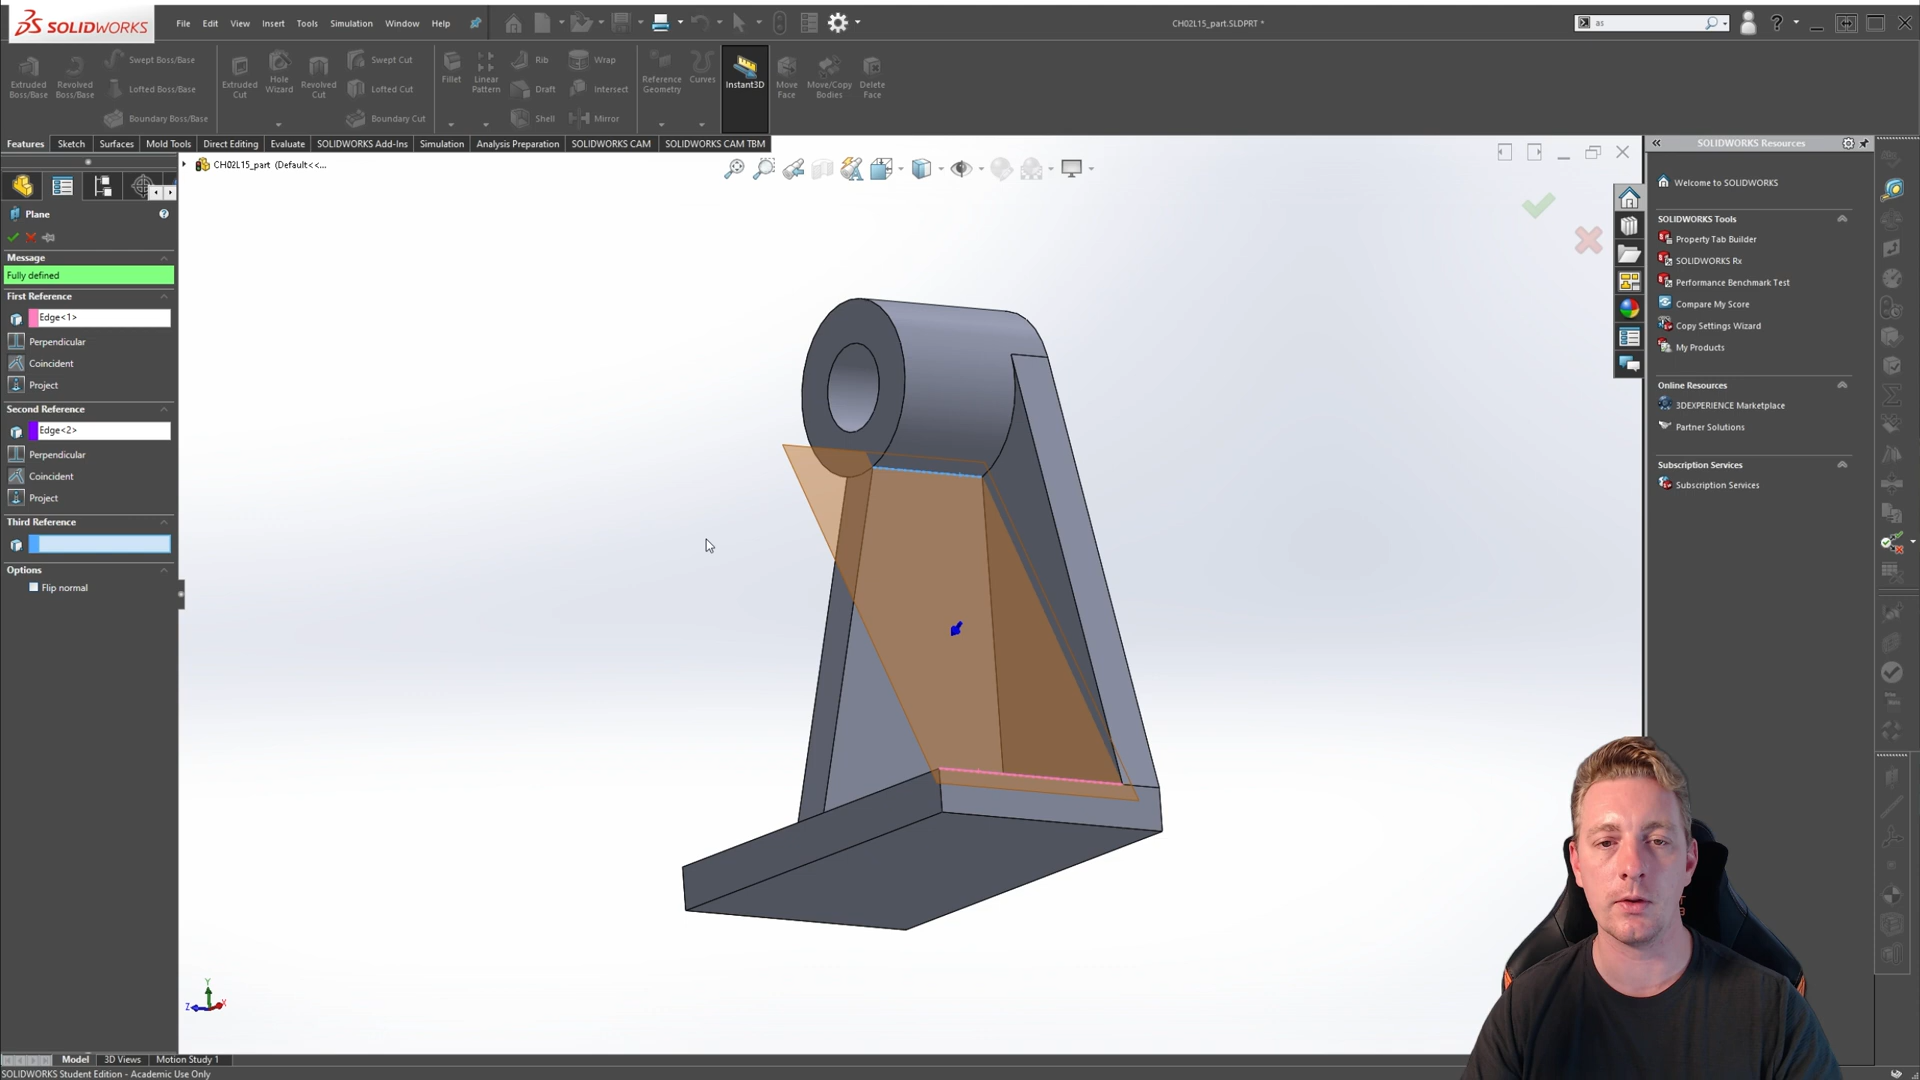 SOLIDWORKS
File Edit View Insert Tools Simulation Window Help
CH02L15_part.SLDPRT *
as
Extruded Boss/Base
Revolved Boss/Base
Swept Boss/Base
Lofted Boss/Base
Boundary Boss/Base
Extruded Cut
Hole Wizard
Revolved Cut
Swept Cut
Lofted Cut
Boundary Cut
Fillet
Linear Pattern
Rib
Draft
Shell
Wrap
Intersect
Mirror
Reference Geometry
Curves
Instant3D
Move Face
Move/Copy Bodies
Delete Face
Features Sketch Surfaces Mold Tools Direct Editing Evaluate SOLIDWORKS Add-Ins Simulation Analysis Preparation SOLIDWORKS CAM SOLIDWORKS CAM TBM
CH02L15_part (Default<<...
Plane
Message
Fully defined
First Reference
Edge<1>
Perpendicular
Coincident
Project
Second Reference
Edge<2>
Perpendicular
Coincident
Project
Third Reference
Options
Flip normal
Y
Z
X
SOLIDWORKS Resources
Welcome to SOLIDWORKS
SOLIDWORKS Tools
Property Tab Builder
SOLIDWORKS Rx
Performance Benchmark Test
Compare My Score
Copy Settings Wizard
My Products
Online Resources
3DEXPERIENCE Marketplace
Partner Solutions
Subscription Services
Subscription Services
Model 3D Views Motion Study 1
SOLIDWORKS Student Edition - Academic Use Only